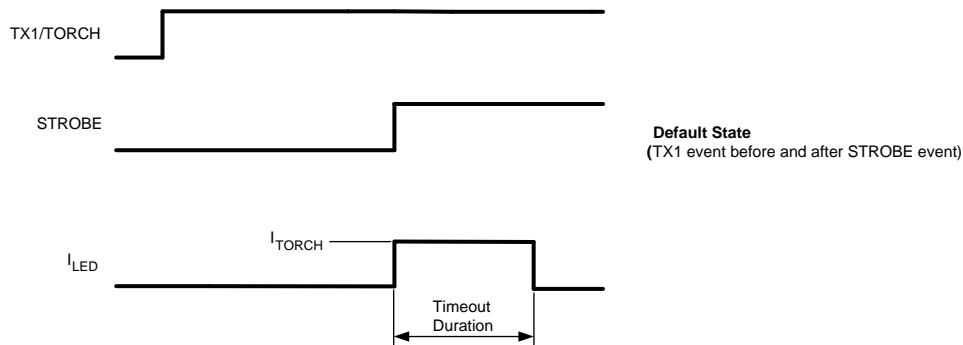 TX1/TORCH
STROBE
Default State
(TX1 event before and after STROBE event)
ITORCH
ILED
Timeout
Duration